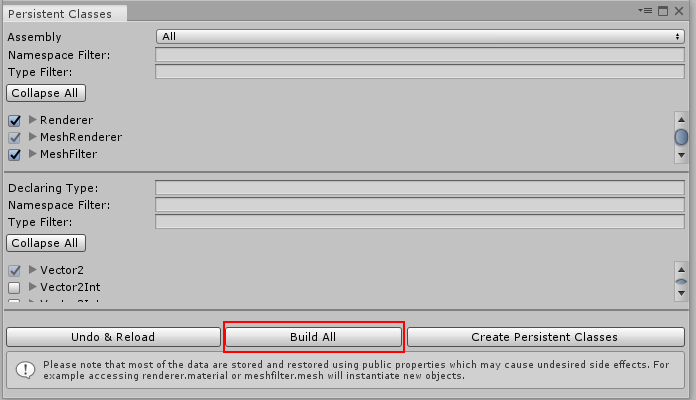 Persistent Classes
Assembly
All
Namespace Filter:
Type Filter:
Collapse All
Renderer
MeshRenderer
MeshFilter
Declaring Type:
Namespace Filter:
Type Filter:
Collapse All
Vector2
Vector2Int
Undo & Reload
Build All
Create Persistent Classes
Please note that most of the data are stored and restored using public properties which may cause undesired side effects. For
example accessing renderer.material or meshfilter.mesh will instantiate new objects.